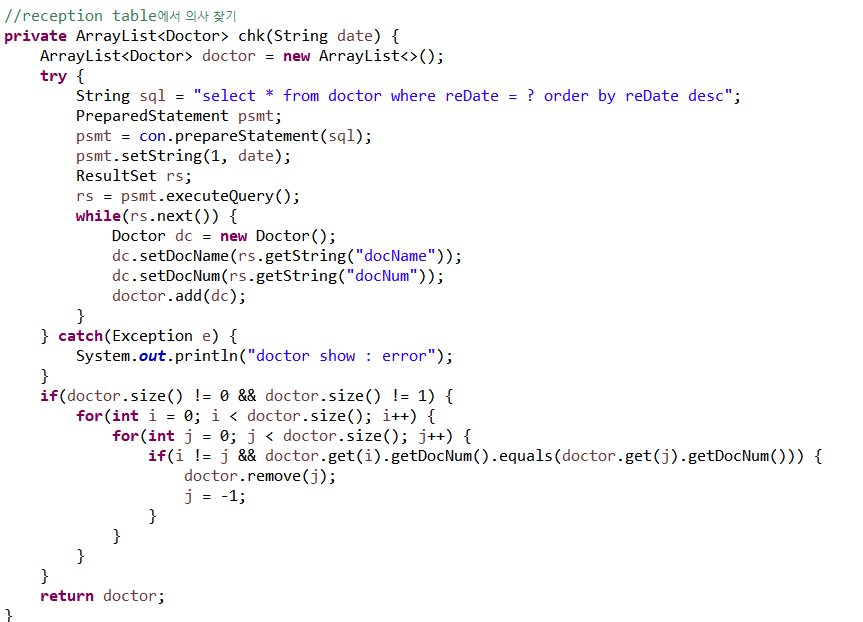 //reception table에서 의사 찾기
private ArrayList<Doctor> chk(String date) {
    ArrayList<Doctor> doctor = new ArrayList<>();
    try {
        String sql = "select * from doctor where reDate = ? order by reDate desc";
        PreparedStatement psmt;
        psmt = con.prepareStatement(sql);
        psmt.setString(1, date);
        ResultSet rs;
        rs = psmt.executeQuery();
        while(rs.next()) {
            Doctor dc = new Doctor();
            dc.setDocName(rs.getString("docName"));
            dc.setDocNum(rs.getString("docNum"));
            doctor.add(dc);
        }
    } catch(Exception e) {
        System.out.println("doctor show : error");
    }
    if(doctor.size() != 0 && doctor.size() != 1) {
        for(int i = 0; i < doctor.size(); i++) {
            for(int j = 0; j < doctor.size(); j++) {
                if(i != j && doctor.get(i).getDocNum().equals(doctor.get(j).getDocNum())) {
                    doctor.remove(j);
                    j = -1;
                }
            }
        }
    }
    return doctor;
}